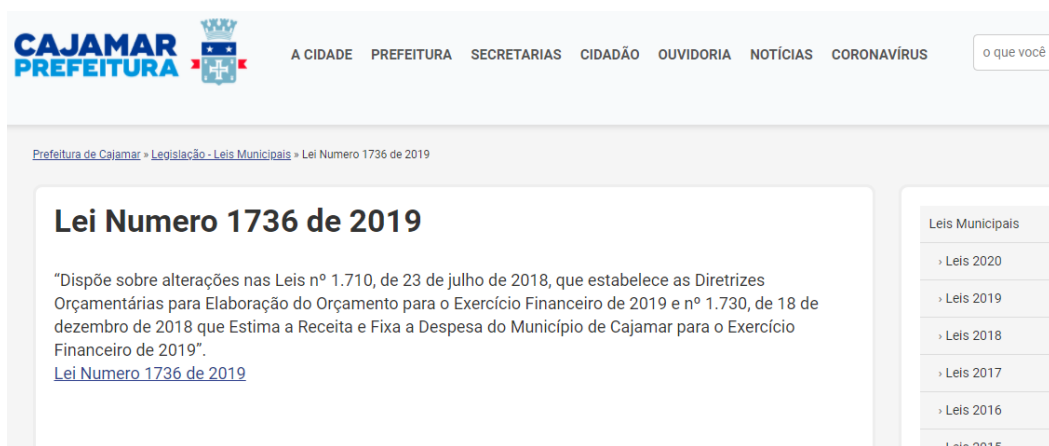 CAJAMAR
PREFEITURA
A CIDADE PREFEITURA SECRETARIAS CIDADÃO OUVIDORIA NOTÍCIAS CORONAVÍRUS
o que você
Prefeitura de Cajamar » Legislação - Leis Municipais » Lei Numero 1736 de 2019
Lei Numero 1736 de 2019
“Dispõe sobre alterações nas Leis nº 1.710, de 23 de julho de 2018, que estabelece as Diretrizes
Orçamentárias para Elaboração do Orçamento para o Exercício Financeiro de 2019 e nº 1.730, de 18 de
dezembro de 2018 que Estima a Receita e Fixa a Despesa do Município de Cajamar para o Exercício
Financeiro de 2019”.
Lei Numero 1736 de 2019
Leis Municipais
› Leis 2020
› Leis 2019
› Leis 2018
› Leis 2017
› Leis 2016
› Leis 2015